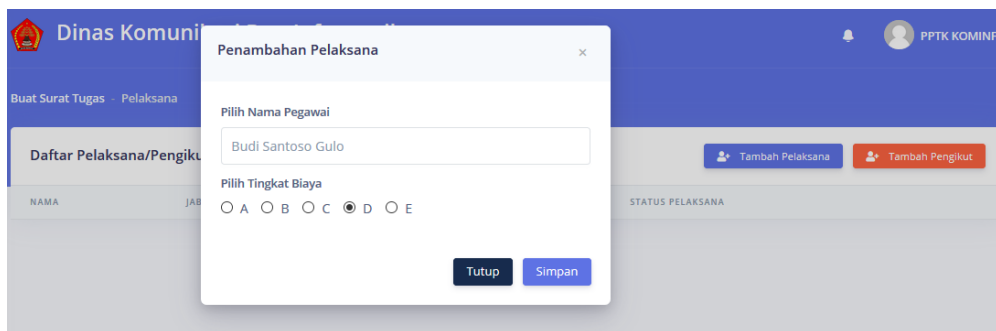 Dinas Komuni
PPTK KOMINF
Penambahan Pelaksana
×
Buat Surat Tugas - Pelaksana
Pilih Nama Pegawai
Budi Santoso Gulo
Daftar Pelaksana/Pengiku
Tambah Pelaksana
Tambah Pengikut
Pilih Tingkat Biaya
A B C D E
NAMA
JAB
STATUS PELAKSANA
Tutup
Simpan